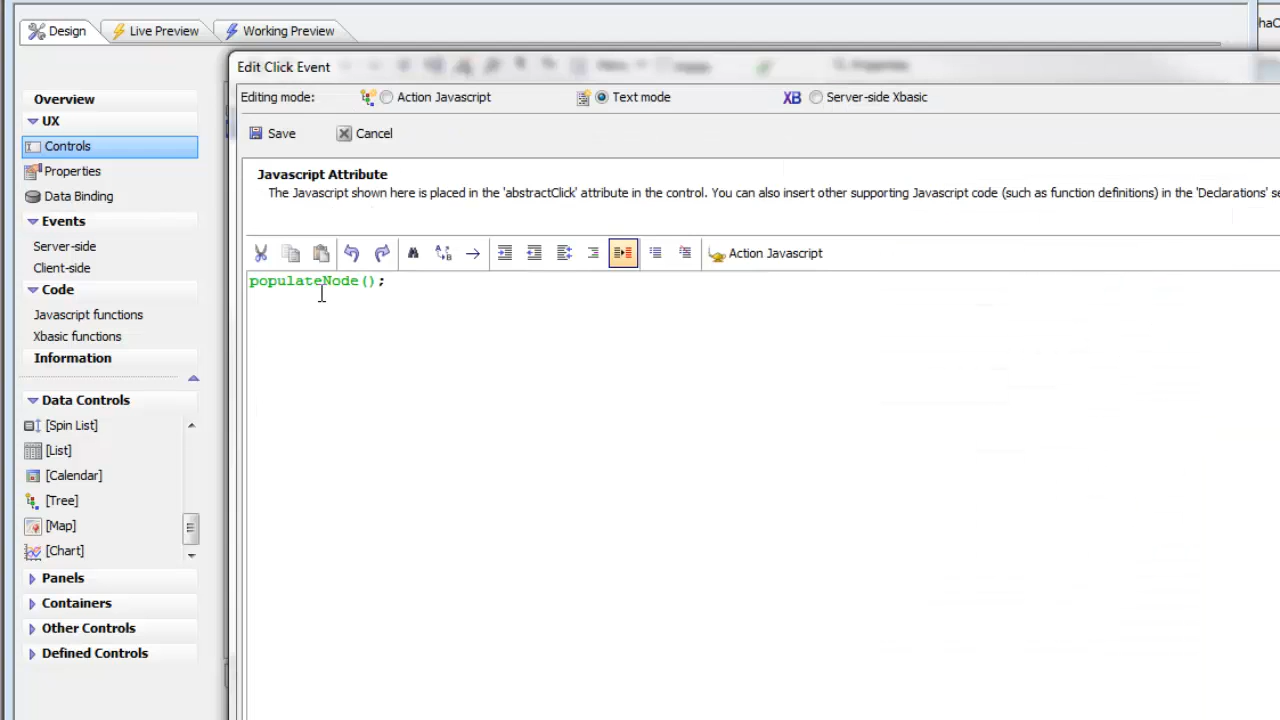 Design
Live Preview
Working Preview
haC
Edit Click Event
Editing mode:
Action Javascript
Text mode
XB
Server-side Xbasic
Save
Cancel
Javascript Attribute
The Javascript shown here is placed in the 'abstractClick' attribute in the control. You can also insert other supporting Javascript code (such as function definitions) in the 'Declarations' se
Action Javascript
populateNode();
Overview
UX
Controls
Properties
Data Binding
Events
Server-side
Client-side
Code
Javascript functions
Xbasic functions
Information
Data Controls
[Spin List]
[List]
[Calendar]
[Tree]
[Map]
[Chart]
Panels
Containers
Other Controls
Defined Controls